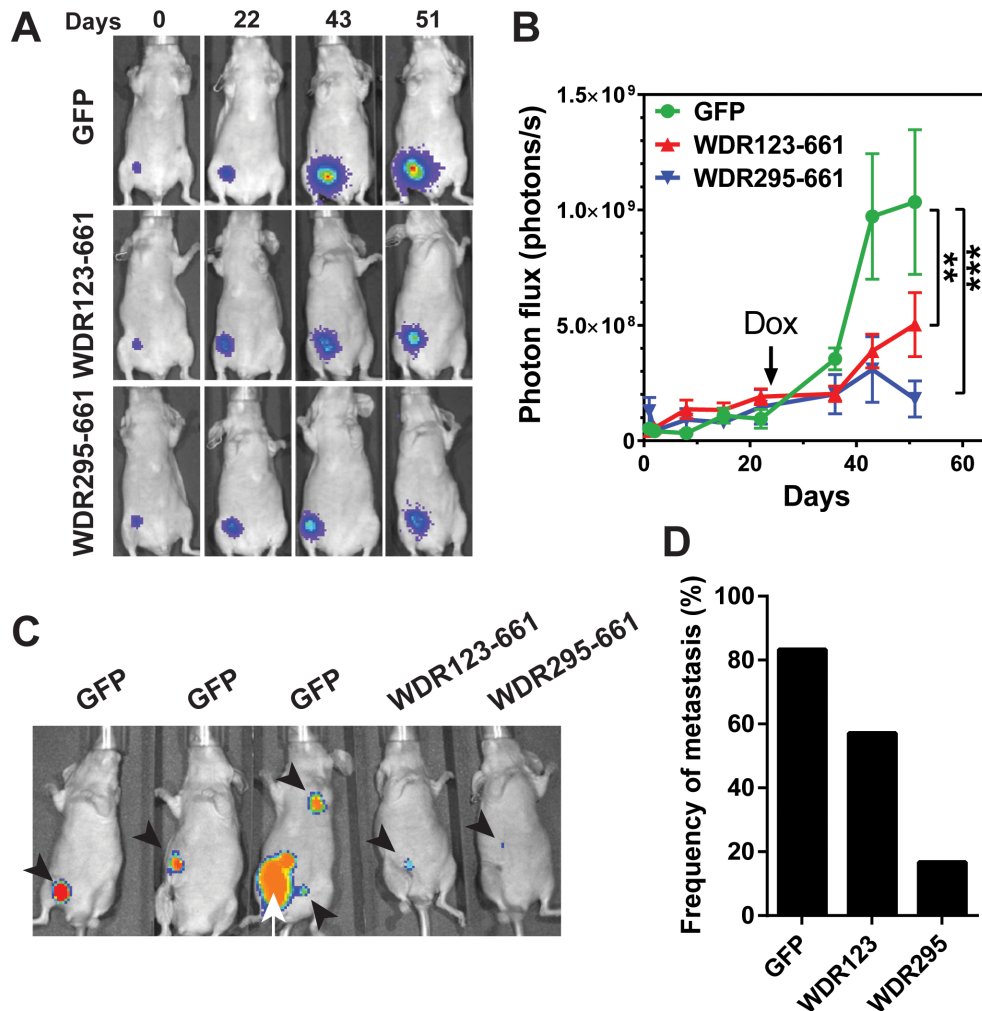 A
Days 0 22 43 51
GFP
WDR123-661
WDR295-661
B
1.5×10⁹
1.0×10⁹
5.0×10⁸
0
Photon flux (photons/s)
GFP
WDR123-661
WDR295-661
Dox
**
***
0 20 40 60
Days
C
GFP GFP GFP WDR123-661 WDR295-661
D
100
80
60
40
20
0
Frequency of metastasis (%)
GFP WDR123 WDR295